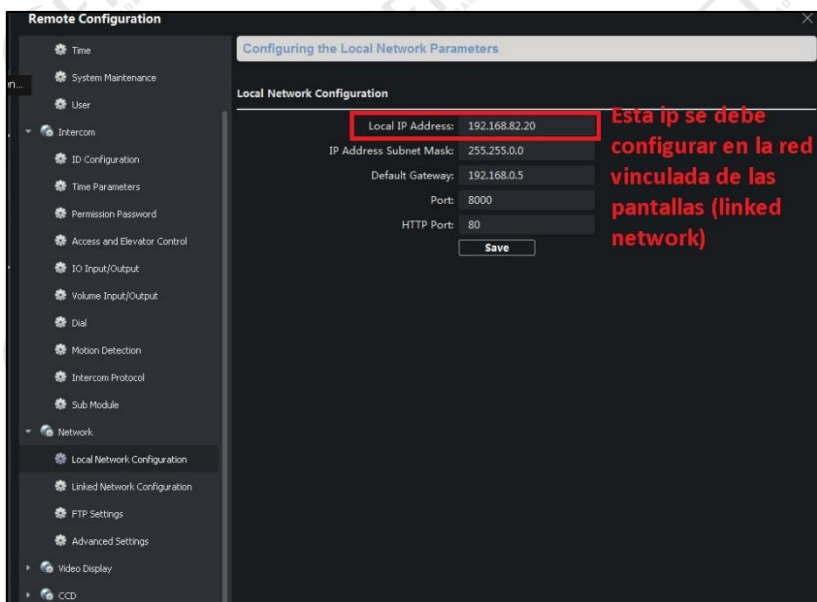 Remote Configuration
Time
System Maintenance
User
Intercom
ID Configuration
Time Parameters
Permission Password
Access and Elevator Control
IO Input/Output
Volume Input/Output
Dial
Motion Detection
Intercom Protocol
Sub Module
Network
Local Network Configuration
Linked Network Configuration
FTP Settings
Advanced Settings
Video Display
CCD
Configuring the Local Network Parameters
Local Network Configuration
Local IP Address: 192.168.82.20
IP Address Subnet Mask: 255.255.0.0
Default Gateway: 192.168.0.5
Port: 8000
HTTP Port: 80
Save
Esta ip se debe
configurar en la red
vinculada de las
pantallas (linked
network)